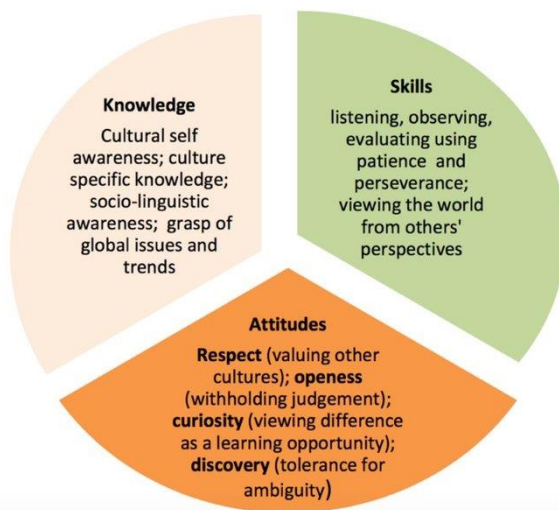 Knowledge
Cultural self
awareness; culture
specific knowledge;
socio-linguistic
awareness; grasp of
global issues and
trends
Skills
listening, observing,
evaluating using
patience and
perseverance;
viewing the world
from others'
perspectives
Attitudes
Respect (valuing other
cultures); openess
(withholding judgement);
curiosity (viewing difference
as a learning opportunity);
discovery (tolerance for
ambiguity)